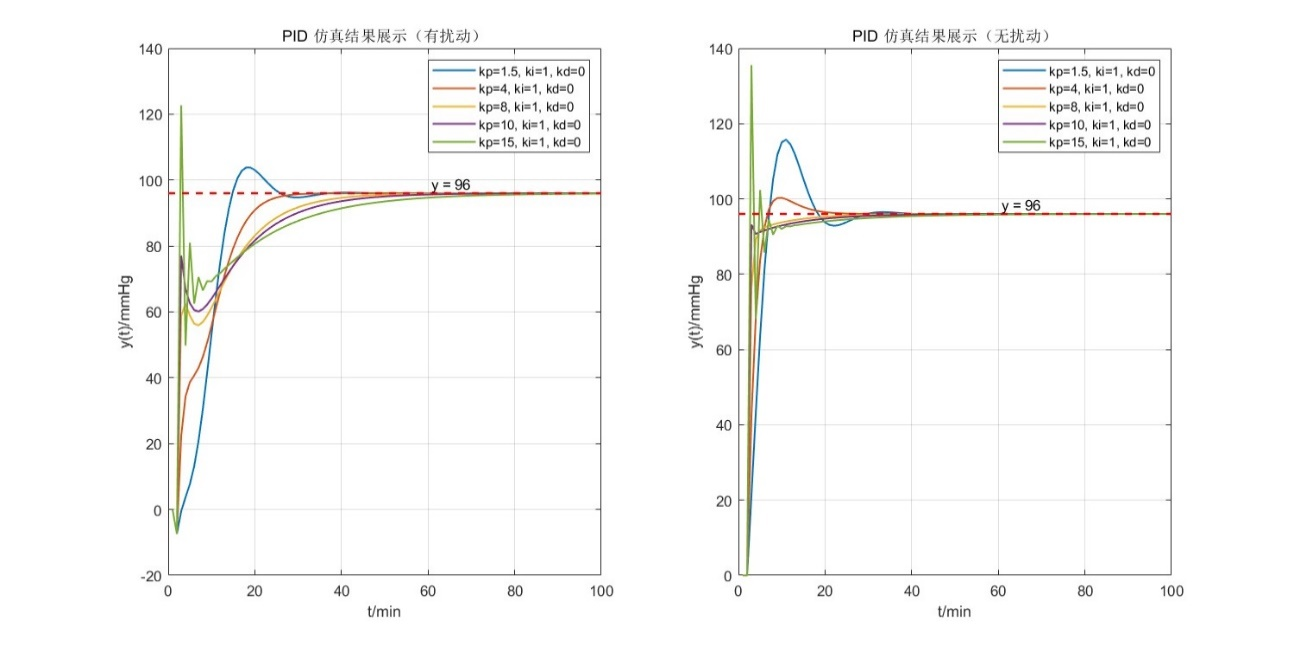 PID 仿真结果展示（有扰动）
140
120
100
80
60
40
20
0
-20
y(t)/mmHg
kp=1.5, ki=1, kd=0
kp=4, ki=1, kd=0
kp=8, ki=1, kd=0
kp=10, ki=1, kd=0
kp=15, ki=1, kd=0
y = 96
0 20 40 60 80 100
t/min
PID 仿真结果展示（无扰动）
140
120
100
80
60
40
20
0
y(t)/mmHg
kp=1.5, ki=1, kd=0
kp=4, ki=1, kd=0
kp=8, ki=1, kd=0
kp=10, ki=1, kd=0
kp=15, ki=1, kd=0
y = 96
0 20 40 60 80 100
t/min